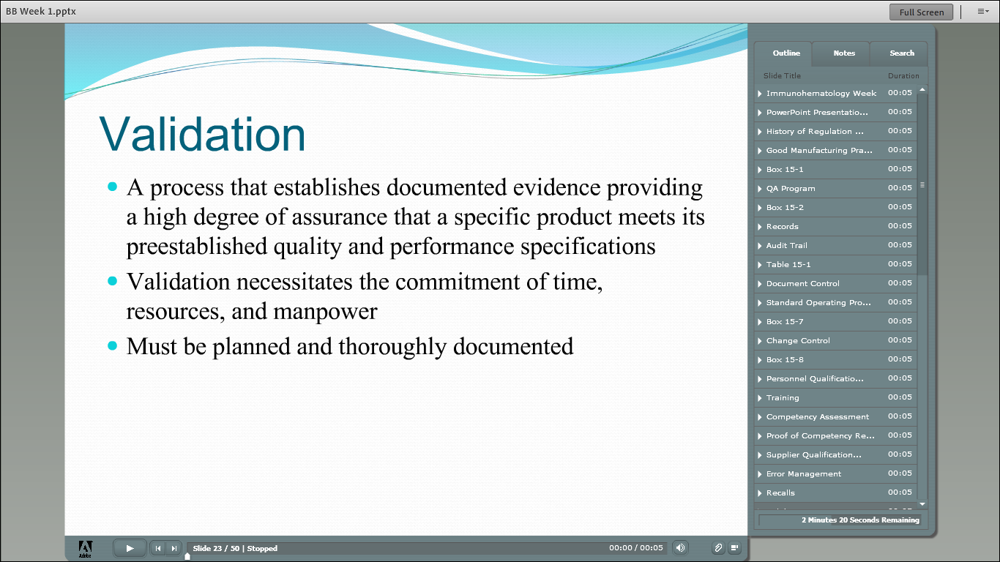 BB Week 1.pptx
Full Screen
Validation
A process that establishes documented evidence providing
a high degree of assurance that a specific product meets its
preestablished quality and performance specifications
Validation necessitates the commitment of time,
resources, and manpower
Must be planned and thoroughly documented
Outline Notes Search
Slide Title Duration
Immunohematology Week 00:05
PowerPoint Presentatio... 00:05
History of Regulation ... 00:05
Good Manufacturing Pra... 00:05
Box 15-1 00:05
QA Program 00:05
Box 15-2 00:05
Records 00:05
Audit Trail 00:05
Table 15-1 00:05
Document Control 00:05
Standard Operating Pro... 00:05
Box 15-7 00:05
Change Control 00:05
Box 15-8 00:05
Personnel Qualificatio... 00:05
Training 00:05
Competency Assessment 00:05
Proof of Competency Re... 00:05
Supplier Qualification... 00:05
Error Management 00:05
Recalls 00:05
2 Minutes 20 Seconds Remaining
Adobe
Slide 23 / 50 | Stopped 00:00 / 00:05